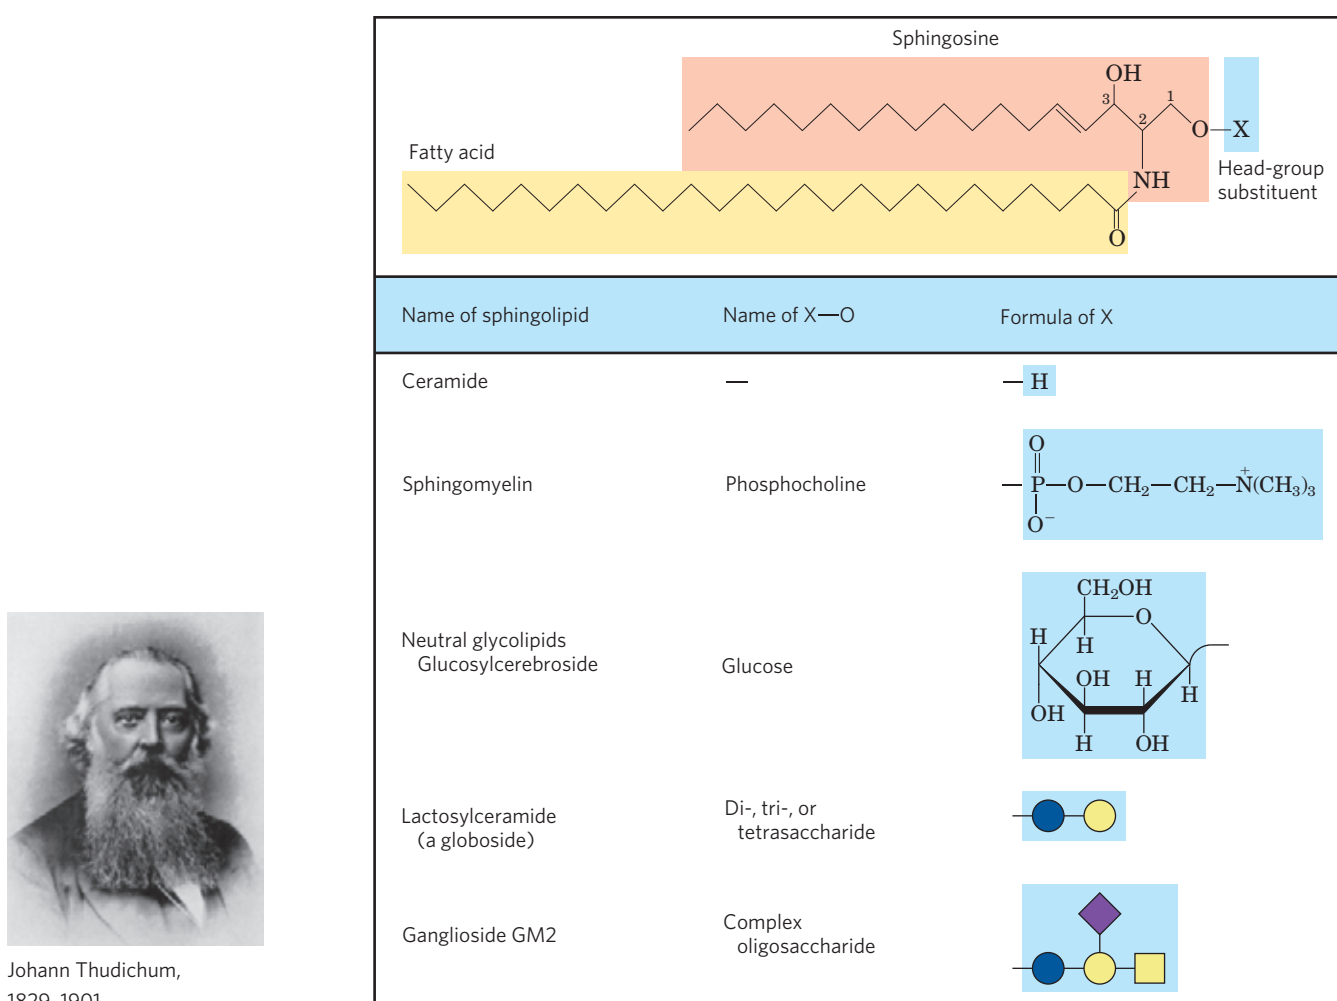 Sphingosine
OH
3
1
2
O—X
Fatty acid
NH
Head-group
substituent
O
Name of sphingolipid
Name of X—O
Formula of X
Ceramide
—
—H
Sphingomyelin
Phosphocholine
O
—P—O—CH₂—CH₂—N⁺(CH₃)₃
O⁻
Neutral glycolipids
Glucosylcerebroside
Glucose
CH₂OH
O
H
H
OH
H
H
OH
H
OH
Lactosylceramide
(a globoside)
Di-, tri-, or
tetrasaccharide
Ganglioside GM2
Complex
oligosaccharide
Johann Thudichum,
1829–1901